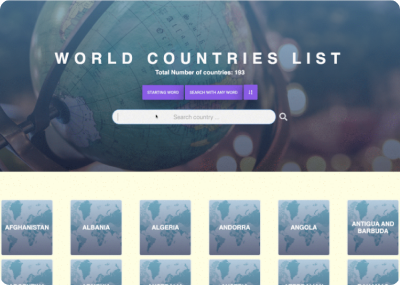 WORLD COUNTRIES LIST
Total Number of countries: 193
STARTING WORD
SEARCH WITH ANY WORD
Search country ...
AFGHANISTAN
ALBANIA
ALGERIA
ANDORRA
ANGOLA
ANTIGUA AND
BARBUDA